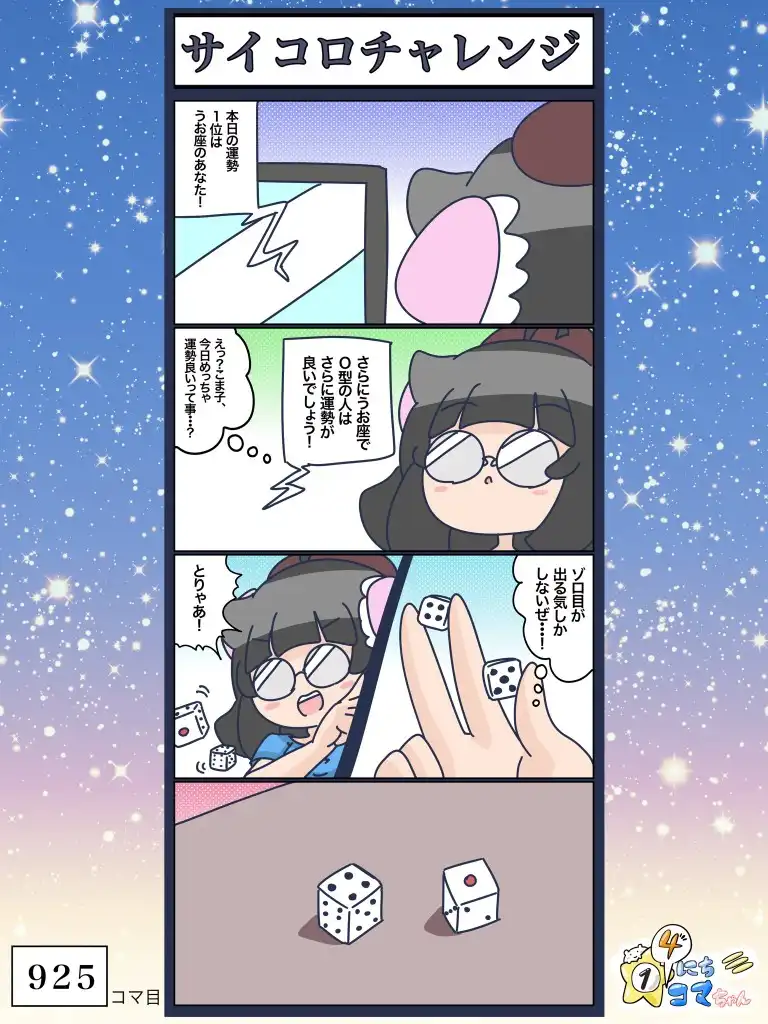 サイコロチャレンジ
本日の運勢
1位は
うお座のあなた!
さらにうお座で
O型の人は
さらに運勢が
良いでしょう!
えっ?こま子、
今日めっちゃ
運勢良いって事…?
ゾロ目が
出る気しか
しないぜ…!
とりゃあ!
925
コマ目
1
4
にち
コマちゃん